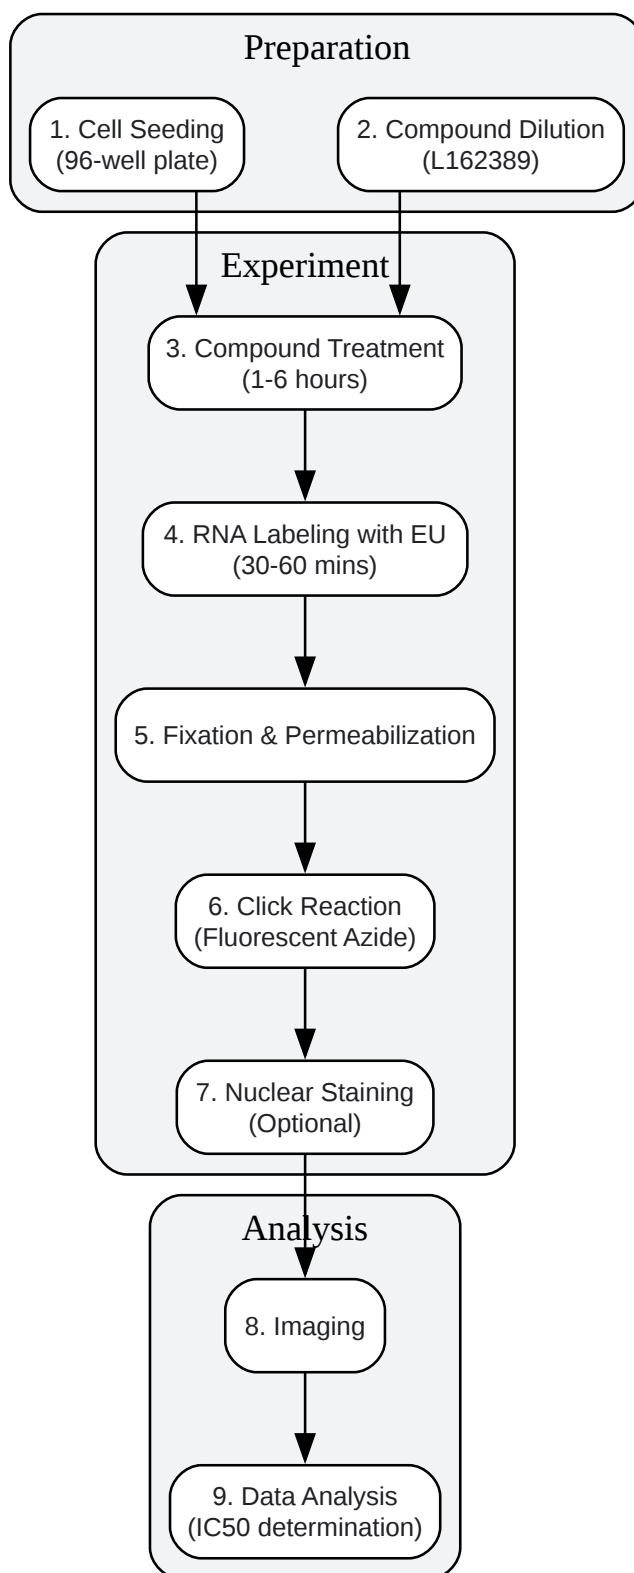 Preparation
1. Cell Seeding
(96-well plate)
2. Compound Dilution
(L162389)
Experiment
3. Compound Treatment
(1-6 hours)
4. RNA Labeling with EU
(30-60 mins)
5. Fixation & Permeabilization
6. Click Reaction
(Fluorescent Azide)
7. Nuclear Staining
(Optional)
Analysis
8. Imaging
9. Data Analysis
(IC50 determination)